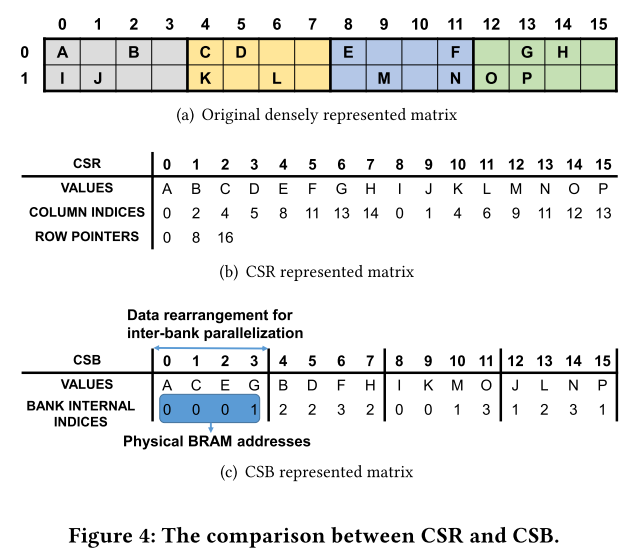 0 1 2 3 4 5 6 7 8 9 10 11 12 13 14 15
0 A B C D E F G H
1 I J K L M N O P
(a) Original densely represented matrix
CSR 0 1 2 3 4 5 6 7 8 9 10 11 12 13 14 15
VALUES A B C D E F G H I J K L M N O P
COLUMN INDICES 0 2 4 5 8 11 13 14 0 1 4 6 9 11 12 13
ROW POINTERS 0 8 16
(b) CSR represented matrix
Data rearrangement for
inter-bank parallelization
CSB 0 1 2 3 4 5 6 7 8 9 10 11 12 13 14 15
VALUES A C E G B D F H I K M O J L N P
BANK INTERNAL
INDICES 0 0 0 1 2 2 3 2 0 0 1 3 1 2 3 1
Physical BRAM addresses
(c) CSB represented matrix
Figure 4: The comparison between CSR and CSB.